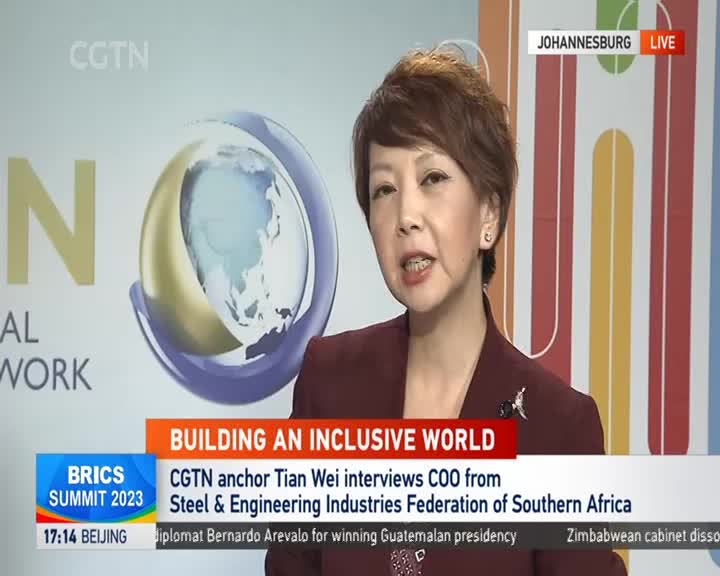 CGTN
JOHANNESBURG LIVE
N
AL
WORK
BUILDING AN INCLUSIVE WORLD
BRICS
SUMMIT 2023
CGTN anchor Tian Wei interviews COO from
Steel & Engineering Industries Federation of Southern Africa
17:14 BEIJING
diplomat Bernardo Arevalo for winning Guatemalan presidency Zimbabwean cabinet disso